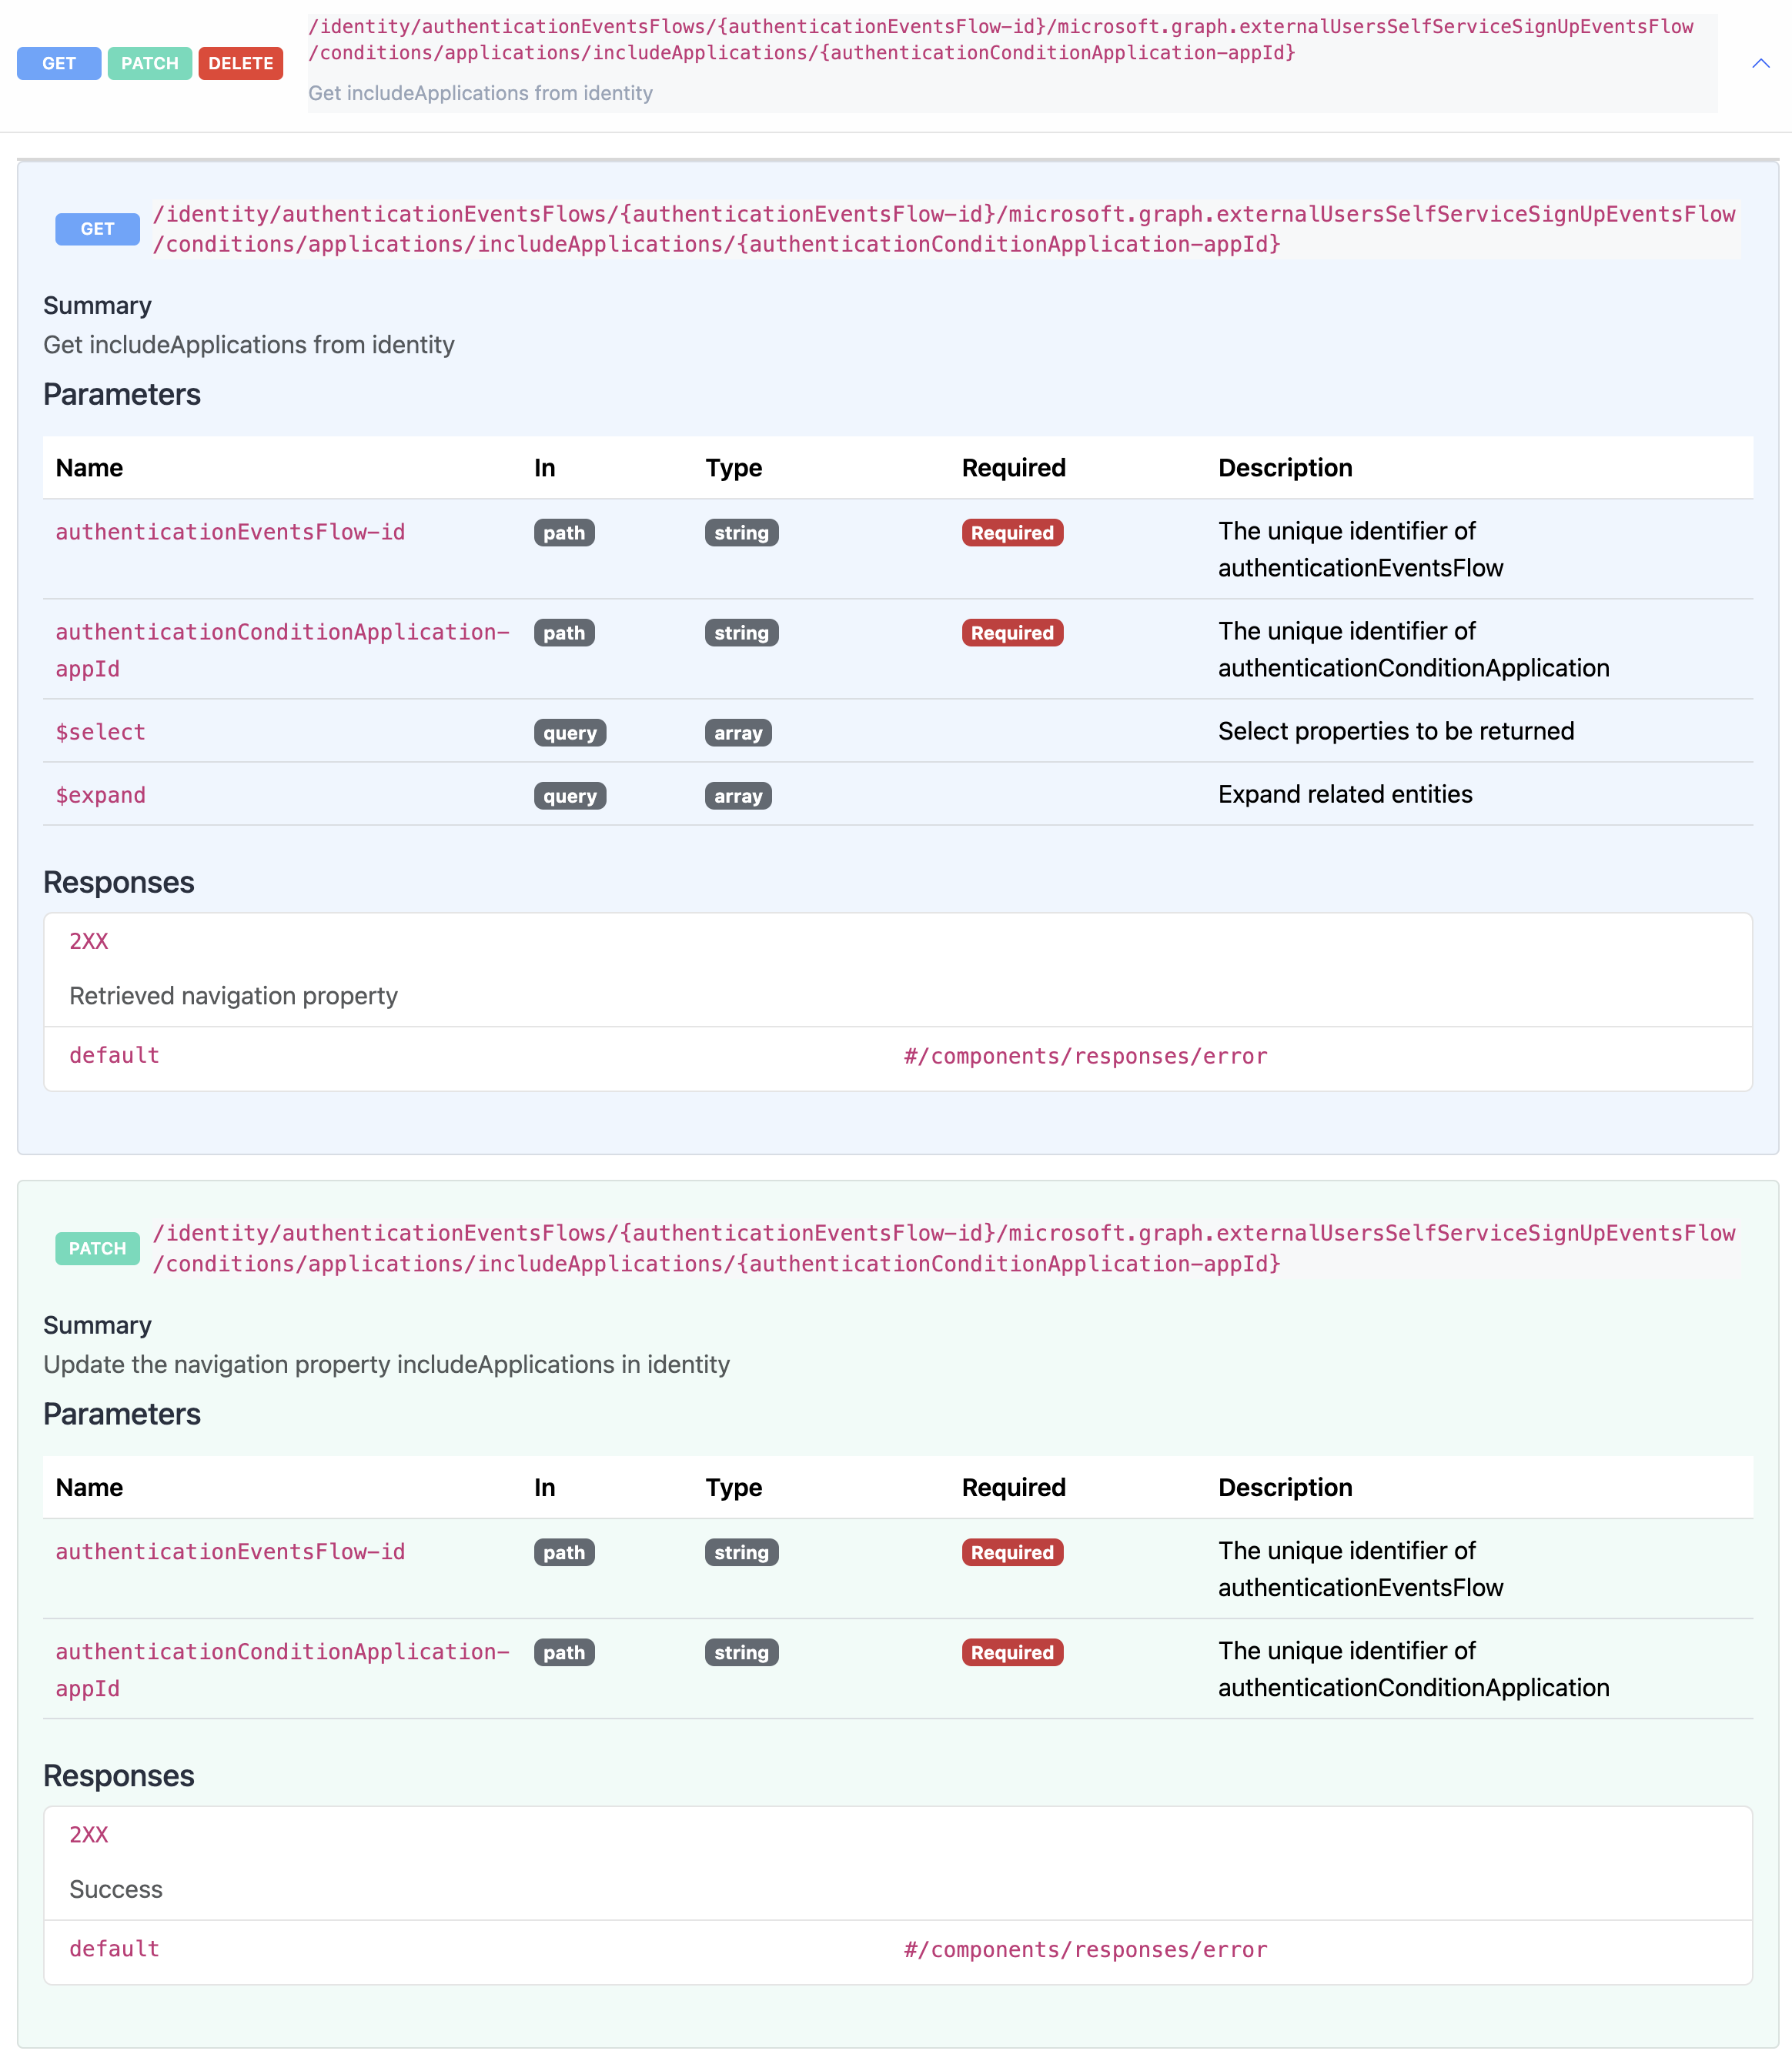 GET PATCH DELETE
/identity/authenticationEventsFlows/{authenticationEventsFlow-id}/microsoft.graph.externalUsersSelfServiceSignUpEventsFlow
/conditions/applications/includeApplications/{authenticationConditionApplication-appId}
Get includeApplications from identity
GET
/identity/authenticationEventsFlows/{authenticationEventsFlow-id}/microsoft.graph.externalUsersSelfServiceSignUpEventsFlow
/conditions/applications/includeApplications/{authenticationConditionApplication-appId}
Summary
Get includeApplications from identity
Parameters
Name In Type Required Description
authenticationEventsFlow-id path string Required The unique identifier of
authenticationEventsFlow
authenticationConditionApplication- path string Required The unique identifier of
appId authenticationConditionApplication
$select query array Select properties to be returned
$expand query array Expand related entities
Responses
2XX
Retrieved navigation property
default #/components/responses/error
PATCH
/identity/authenticationEventsFlows/{authenticationEventsFlow-id}/microsoft.graph.externalUsersSelfServiceSignUpEventsFlow
/conditions/applications/includeApplications/{authenticationConditionApplication-appId}
Summary
Update the navigation property includeApplications in identity
Parameters
Name In Type Required Description
authenticationEventsFlow-id path string Required The unique identifier of
authenticationEventsFlow
authenticationConditionApplication- path string Required The unique identifier of
appId authenticationConditionApplication
Responses
2XX
Success
default #/components/responses/error